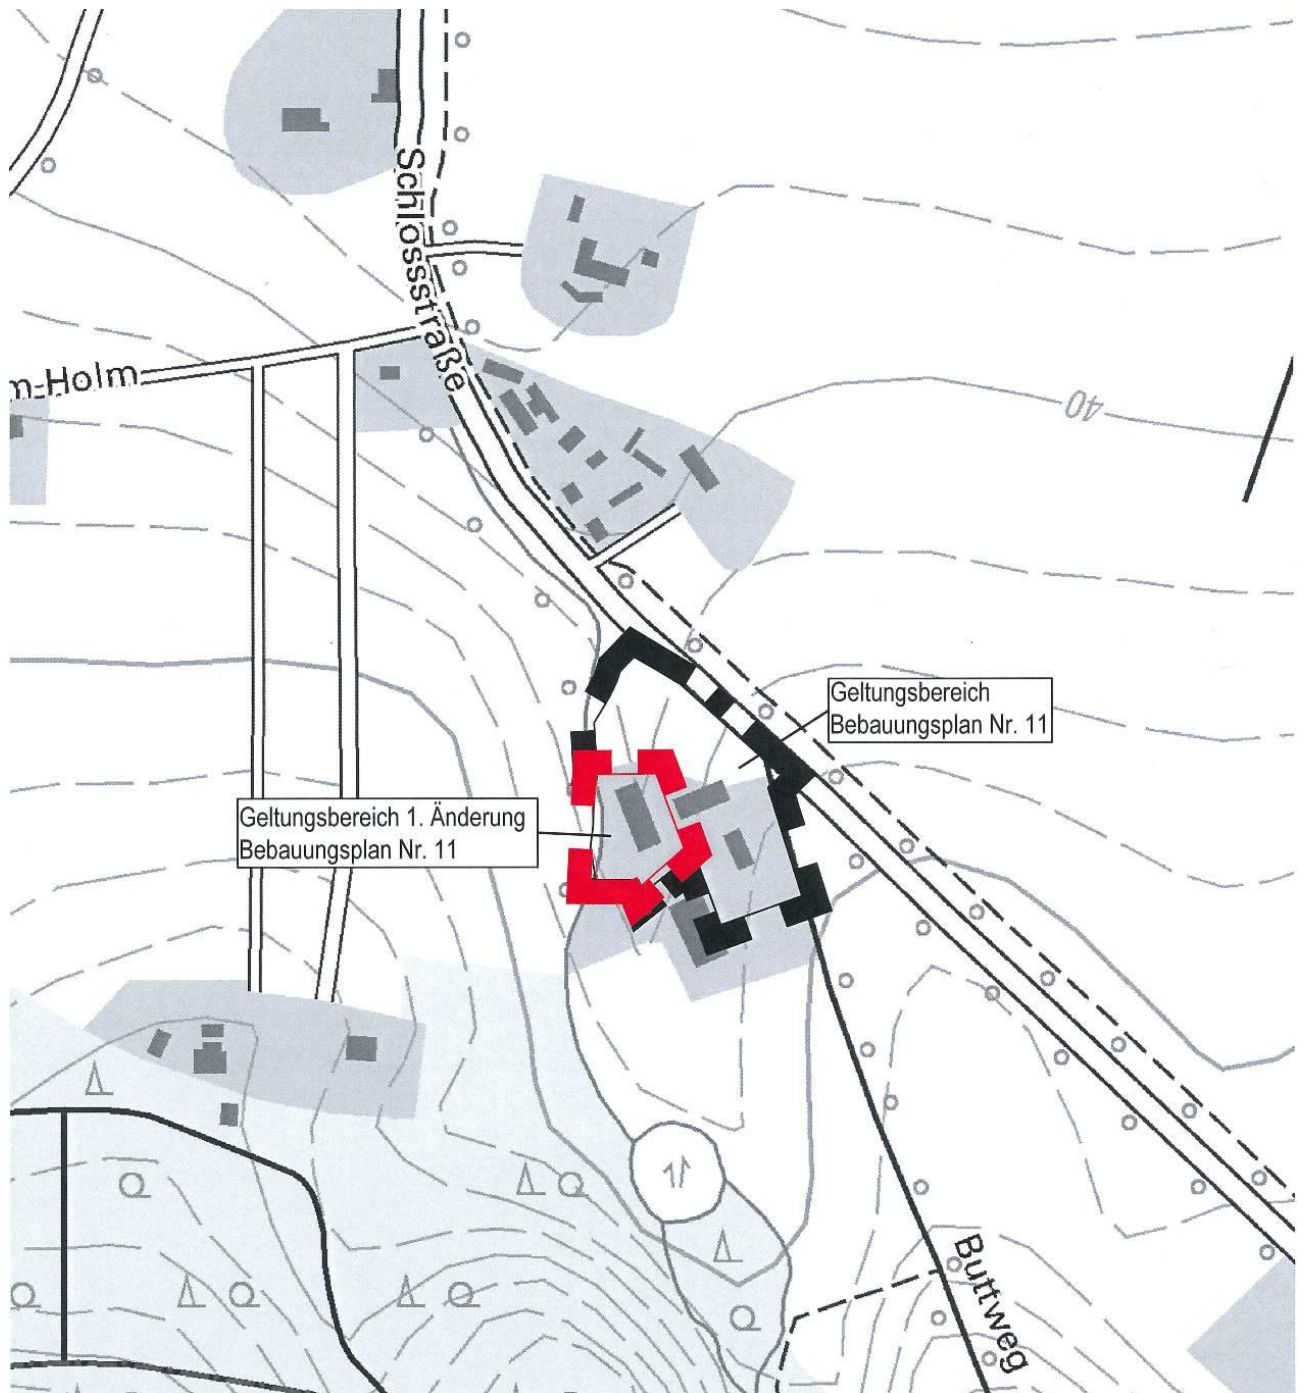 Schlossstraße
m-Holm
40
Geltungsbereich
Bebauungsplan Nr. 11
Geltungsbereich 1. Änderung
Bebauungsplan Nr. 11
Buttweg